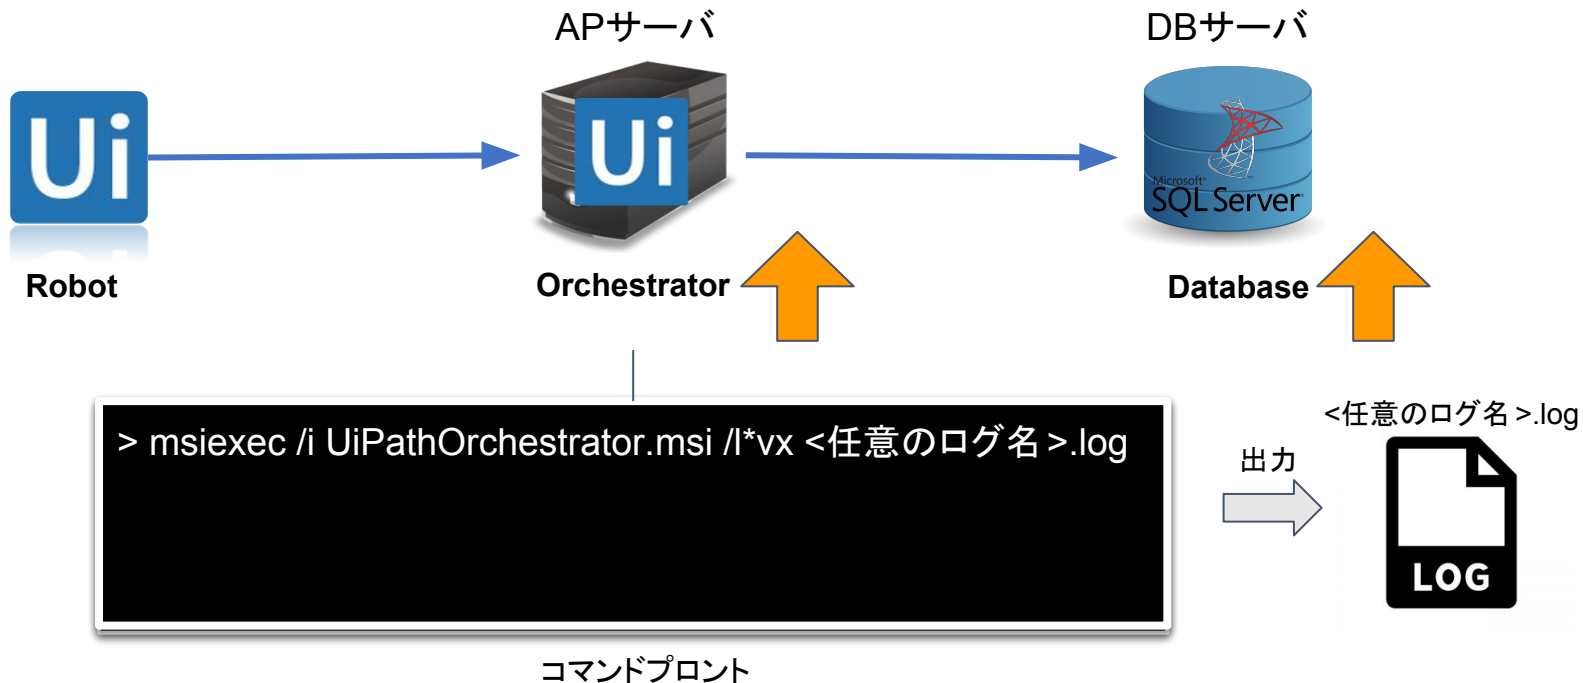 APサーバ
DBサーバ
Ui
Ui
Microsoft®
SQL Server
Robot
Orchestrator
Database
> msiexec /i UiPathOrchestrator.msi /l*vx <任意のログ名>.log
出力
<任意のログ名>.log
LOG
コマンドプロント